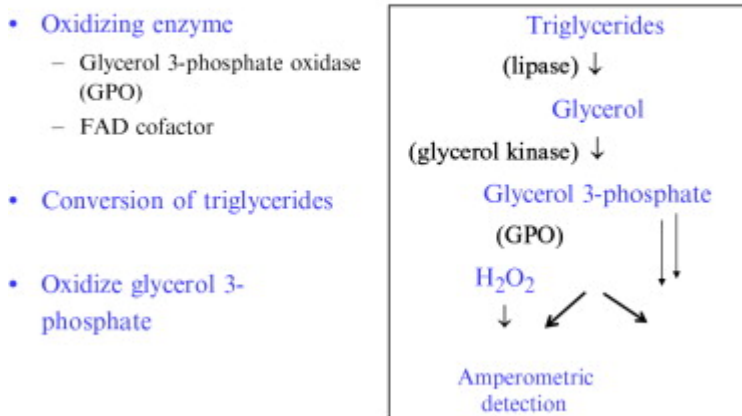 • Oxidizing enzyme
– Glycerol 3-phosphate oxidase
(GPO)
– FAD cofactor
• Conversion of triglycerides
• Oxidize glycerol 3-
phosphate
Triglycerides
(lipase) ↓
Glycerol
(glycerol kinase) ↓
Glycerol 3-phosphate
(GPO)
H₂O₂
↓
Amperometric
detection